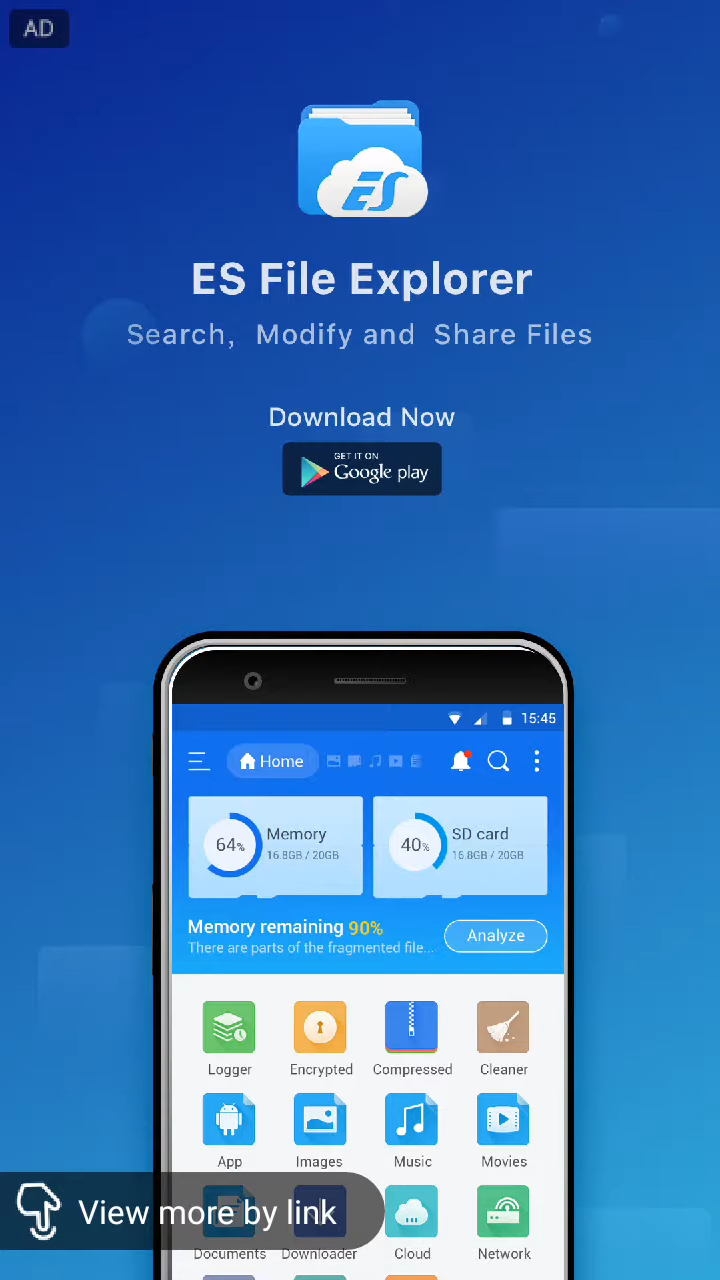 AD
ES
ES File Explorer
Search, Modify and Share Files
Download Now
GET IT ON
Google play
15:45
Home
64% Memory
16.8GB / 20GB
40% SD card
16.8GB / 20GB
Memory remaining 90%
There are parts of the fragmented file...
Analyze
Logger Encrypted Compressed Cleaner
App Images Music Movies
View more by link
Documents Downloader Cloud Network